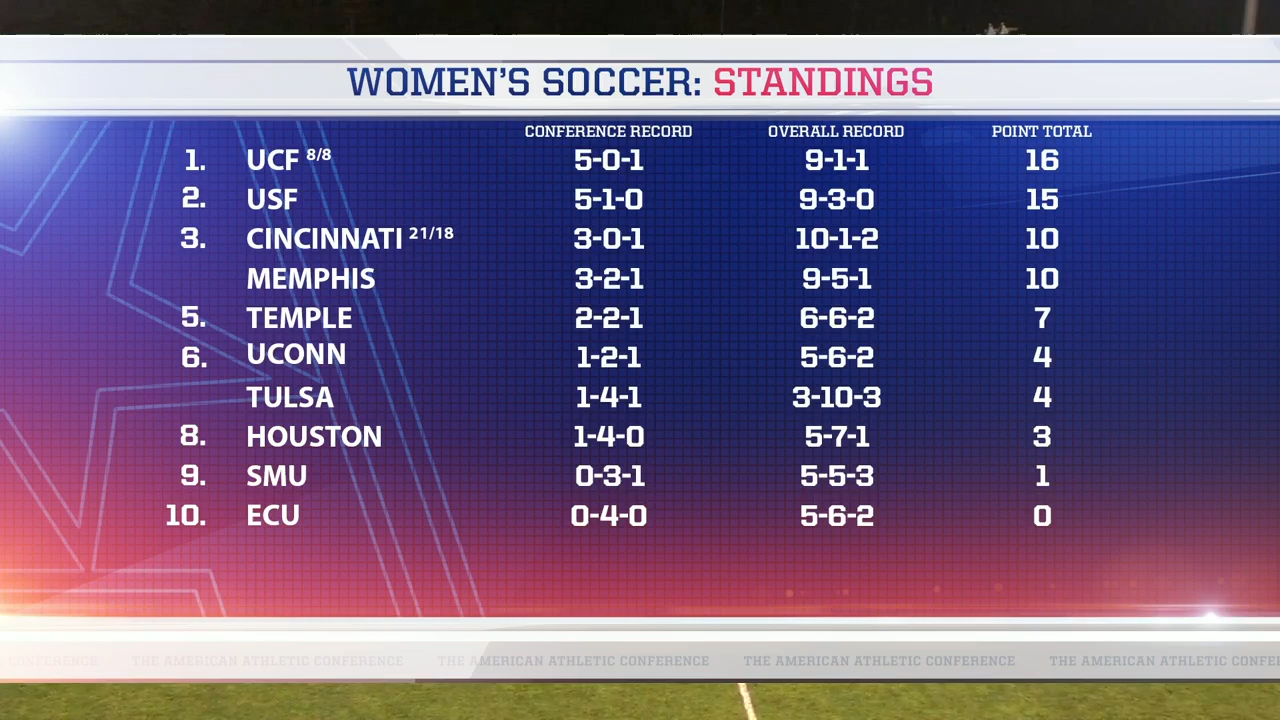 WOMEN'S SOCCER: STANDINGS
CONFERENCE RECORD OVERALL RECORD POINT TOTAL
1. UCF 8/8 5-0-1 9-1-1 16
2. USF 5-1-0 9-3-0 15
3. CINCINNATI 21/18 3-0-1 10-1-2 10
MEMPHIS 3-2-1 9-5-1 10
5. TEMPLE 2-2-1 6-6-2 7
6. UCONN 1-2-1 5-6-2 4
TULSA 1-4-1 3-10-3 4
8. HOUSTON 1-4-0 5-7-1 3
9. SMU 0-3-1 5-5-3 1
10. ECU 0-4-0 5-6-2 0
CONFERENCE THE AMERICAN ATHLETIC CONFERENCE THE AMERICAN ATHLETIC CONFERENCE THE AMERICAN ATHLETIC CONFERENCE THE AMERICAN ATHLETIC CONFE